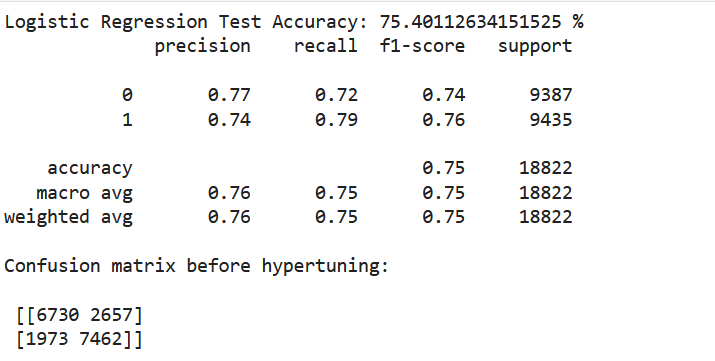 Logistic Regression Test Accuracy: 75.40112634151525 %
precision recall f1-score support
0 0.77 0.72 0.74 9387
1 0.74 0.79 0.76 9435
accuracy 0.75 18822
macro avg 0.76 0.75 0.75 18822
weighted avg 0.76 0.75 0.75 18822
Confusion matrix before hypertuning:
[[6730 2657]
[1973 7462]]